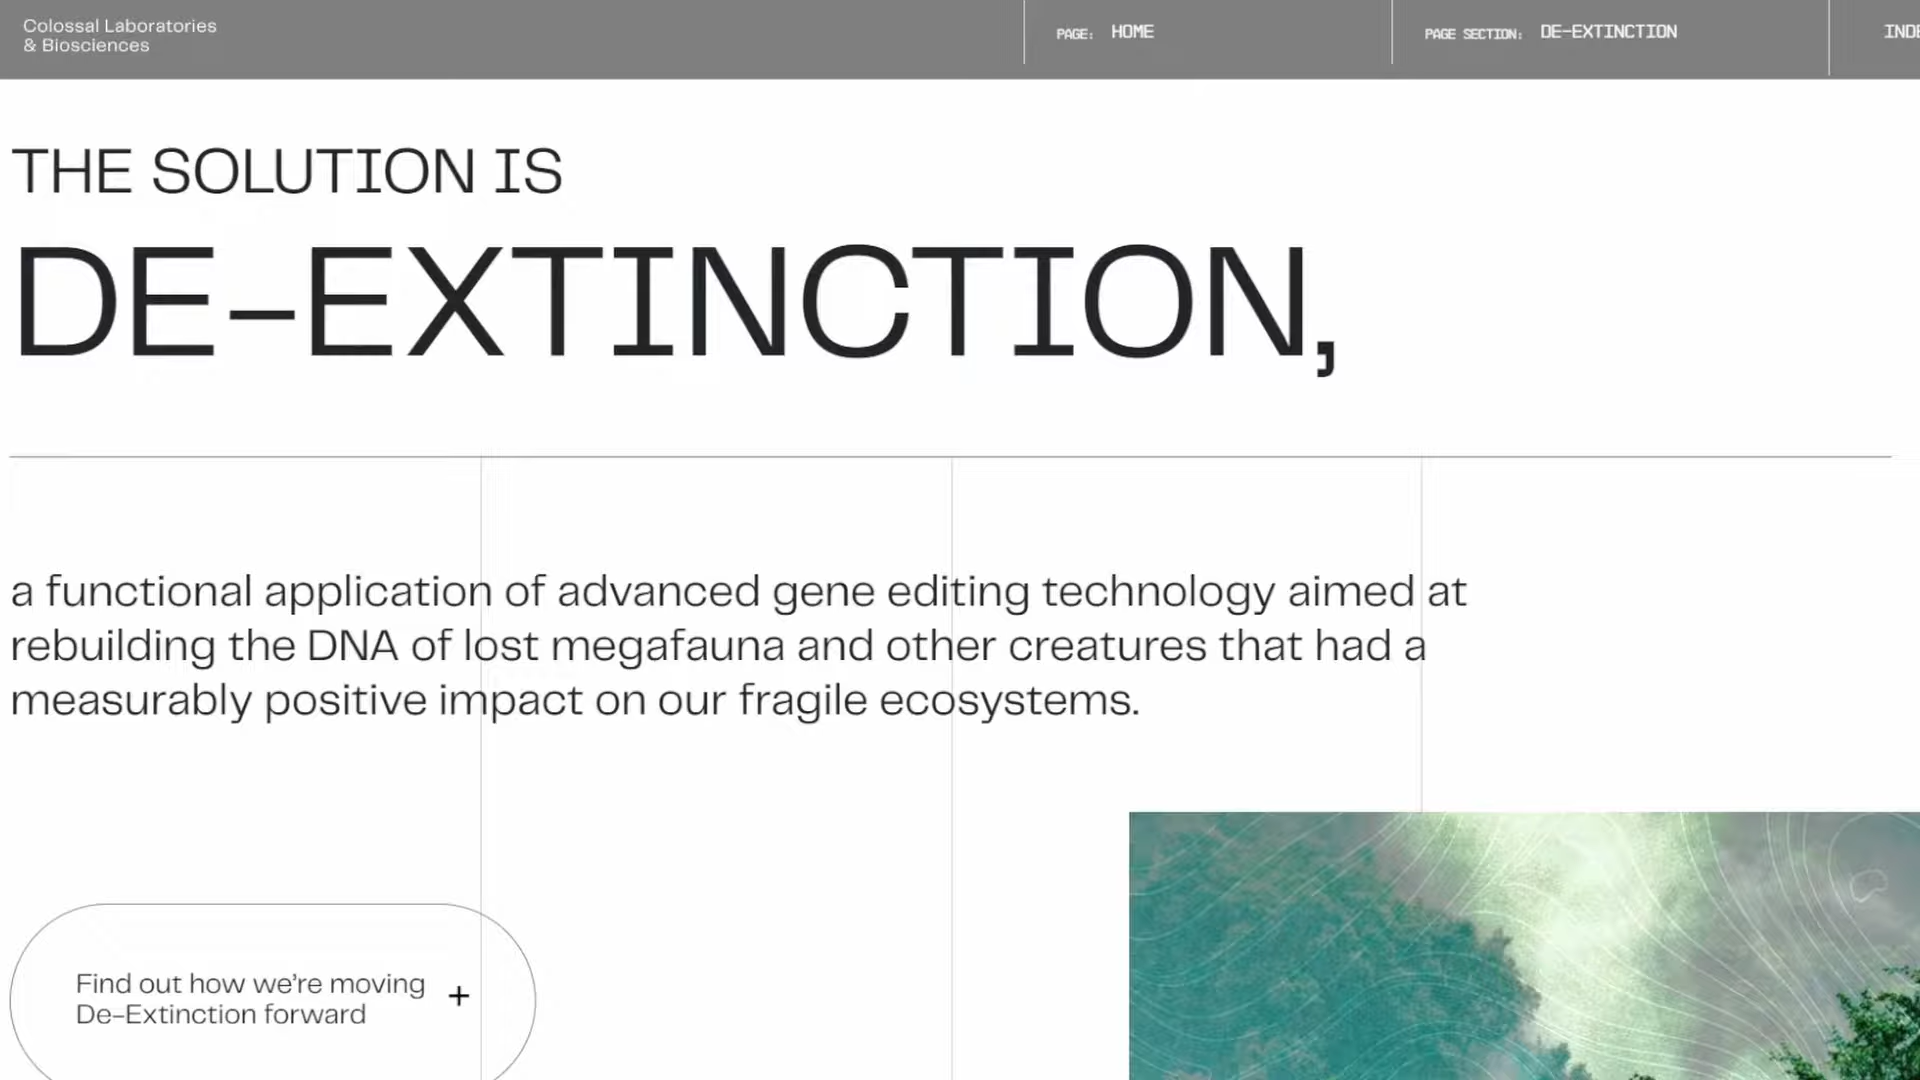 Colossal Laboratories
& Biosciences
PAGE: HOME
PAGE SECTION: DE-EXTINCTION
THE SOLUTION IS
DE-EXTINCTION,
a functional application of advanced gene editing technology aimed at
rebuilding the DNA of lost megafauna and other creatures that had a
measurably positive impact on our fragile ecosystems.
Find out how we're moving
De-Extinction forward
+